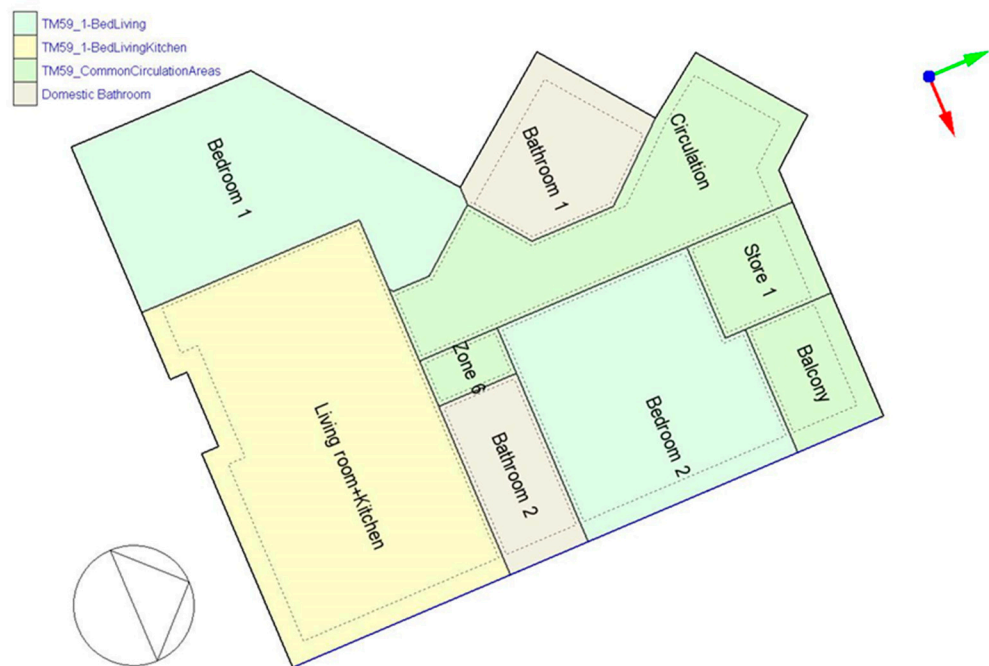 TM59_1-BedLiving
TM59_1-BedLivingKitchen
TM59_CommonCirculationAreas
Domestic Bathroom
Bedroom 1
Bathroom 1
Circulation
Store 1
Zone 6
Balcony
Living room+Kitchen
Bathroom 2
Bedroom 2